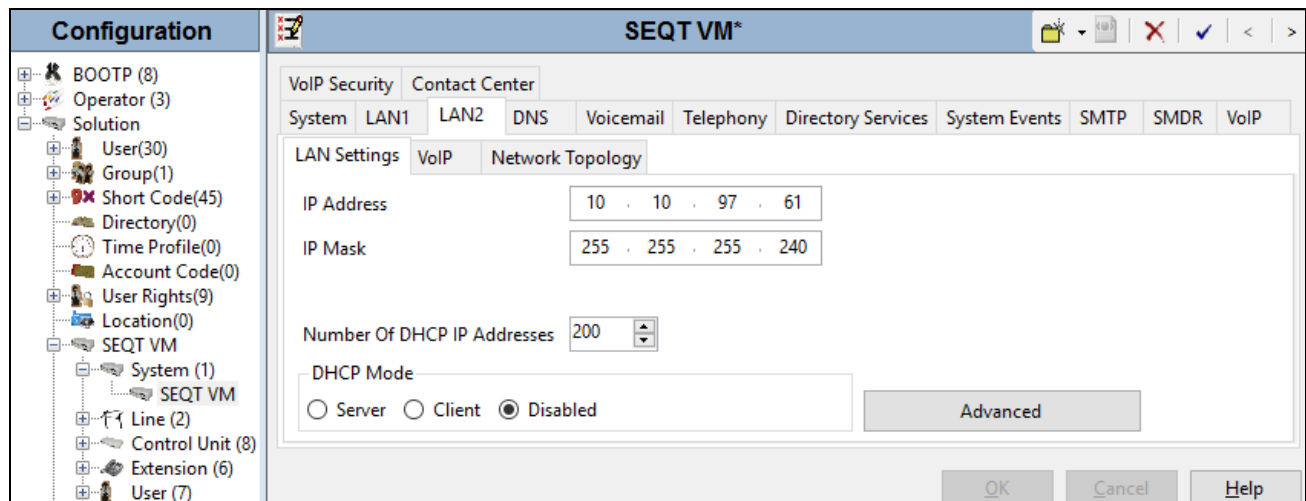 Configuration
BOOTP (8)
Operator (3)
Solution
User(30)
Group(1)
Short Code(45)
Directory(0)
Time Profile(0)
Account Code(0)
User Rights(9)
Location(0)
SEQT VM
System (1)
SEQT VM
Line (2)
Control Unit (8)
Extension (6)
User (7)
SEQT VM*
VoIP Security Contact Center
System LAN1 LAN2 DNS Voicemail Telephony Directory Services System Events SMTP SMDR VoIP
LAN Settings VoIP Network Topology
IP Address 10 . 10 . 97 . 61
IP Mask 255 . 255 . 255 . 240
Number Of DHCP IP Addresses 200
DHCP Mode
Server Client Disabled Advanced
OK Cancel Help